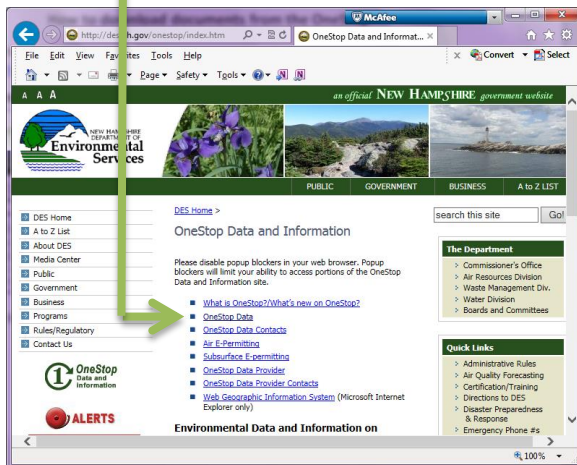 How to download documents from the One
McAfee
http://des.nh.gov/onestop/index.htm
OneStop Data and Informat... ×
File Edit View Favorites Tools Help
× Convert Select
Page Safety Tools
A A A
an official NEW HAMPSHIRE government website
NEW HAMPSHIRE
DEPARTMENT OF
Environmental
Services
PUBLIC GOVERNMENT BUSINESS A to Z LIST
DES Home
A to Z List
About DES
Media Center
Public
Government
Business
Programs
Rules/Regulatory
Contact Us
OneStop
Data and
Information
ALERTS
DES Home >
OneStop Data and Information
Please disable popup blockers in your web browser. Popup
blockers will limit your ability to access portions of the OneStop
Data and Information site.
What is OneStop?/What's new on OneStop?
OneStop Data
OneStop Data Contacts
Air E-Permitting
Subsurface E-permitting
OneStop Data Provider
OneStop Data Provider Contacts
Web Geographic Information System (Microsoft Internet
Explorer only)
Environmental Data and Information on
search this site Go!
The Department
Commissioner's Office
Air Resources Division
Waste Management Div.
Water Division
Boards and Committees
Quick Links
Administrative Rules
Air Quality Forecasting
Certification/Training
Directions to DES
Disaster Preparedness
& Response
Emergency Phone #s
100%